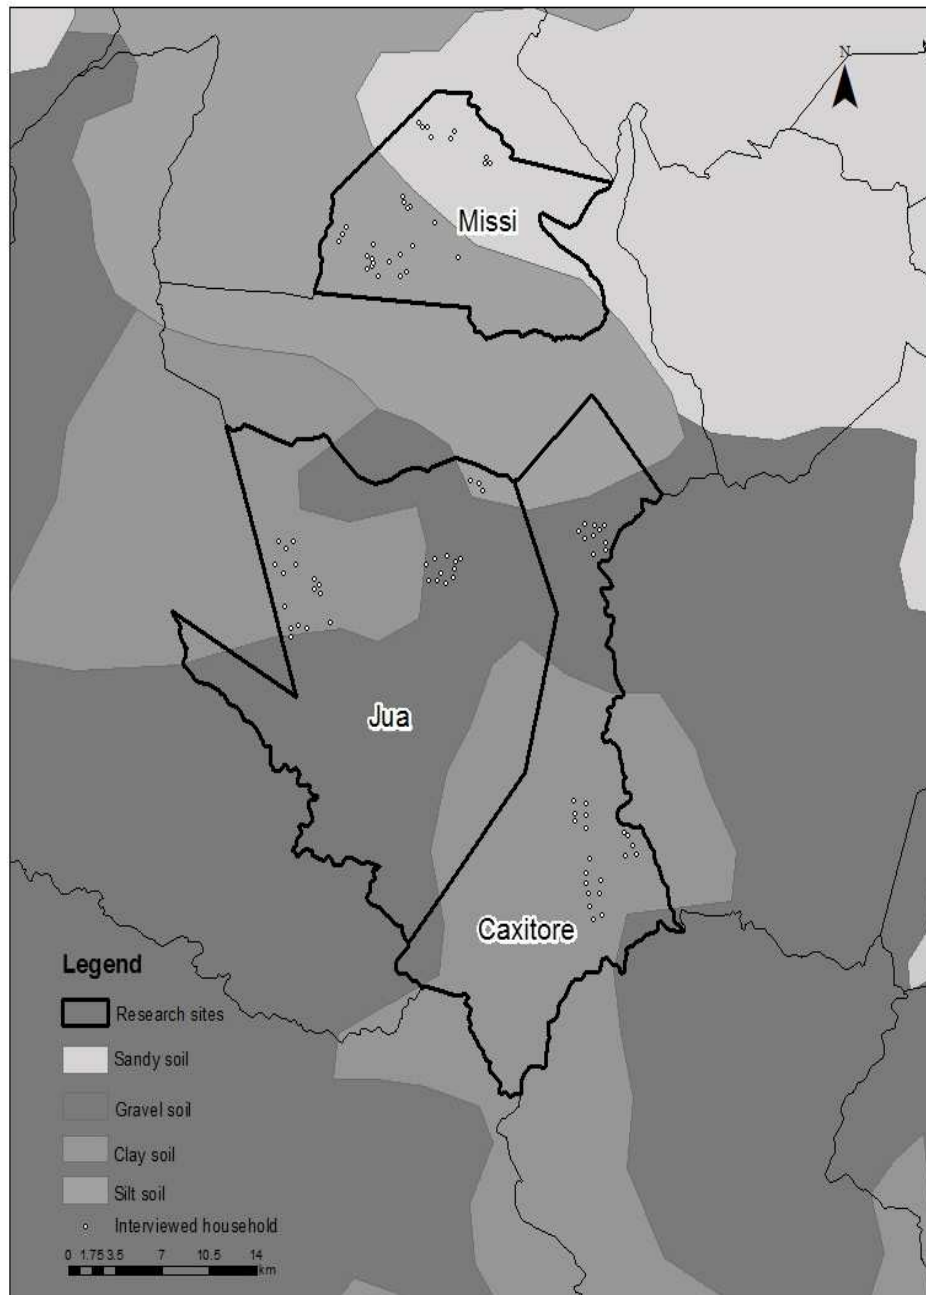 N
Missi
Jua
Caxitore
Legend
Research sites
Sandy soil
Gravel soil
Clay soil
Silt soil
Interviewed household
0 1.75 3.5 7 10.5 14
km